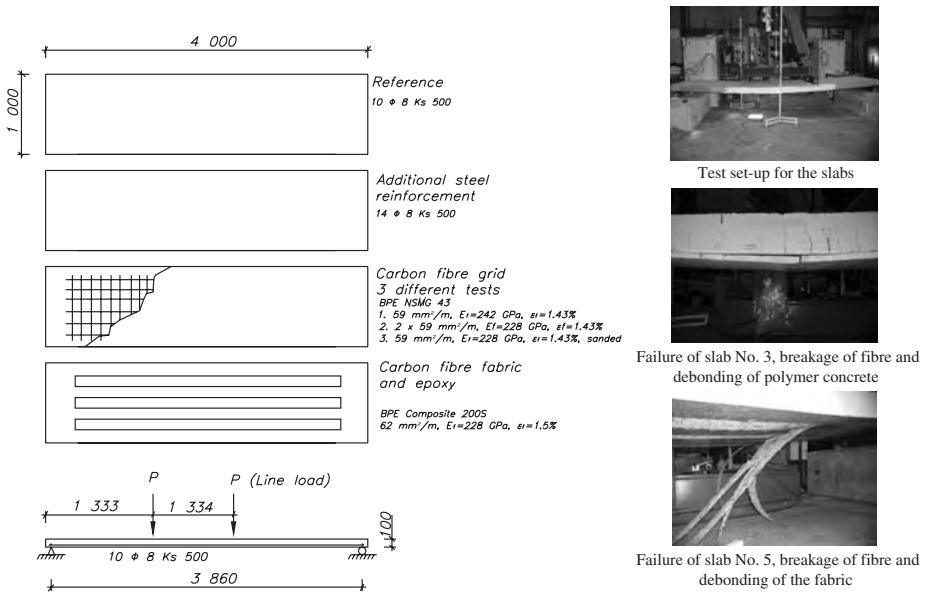 4 000
1 000
Reference
10 Φ 8 Ks 500
Additional steel
reinforcement
14 Φ 8 Ks 500
Carbon fibre grid
3 different tests
BPE NSMG 43
1. 59 mm²/m, Ef=242 GPa, εf=1.43%
2. 2 x 59 mm²/m, Ef=228 GPa, εf=1.43%
3. 59 mm²/m, Ef=228 GPa, εf=1.43%, sanded
Carbon fibre fabric
and epoxy
BPE Composite 200S
62 mm²/m, Ef=228 GPa, εf=1.5%
P
P (Line load)
1 333
1 334
100
10 Φ 8 Ks 500
3 860
Test set-up for the slabs
Failure of slab No. 3, breakage of fibre and
debonding of polymer concrete
Failure of slab No. 5, breakage of fibre and
debonding of the fabric